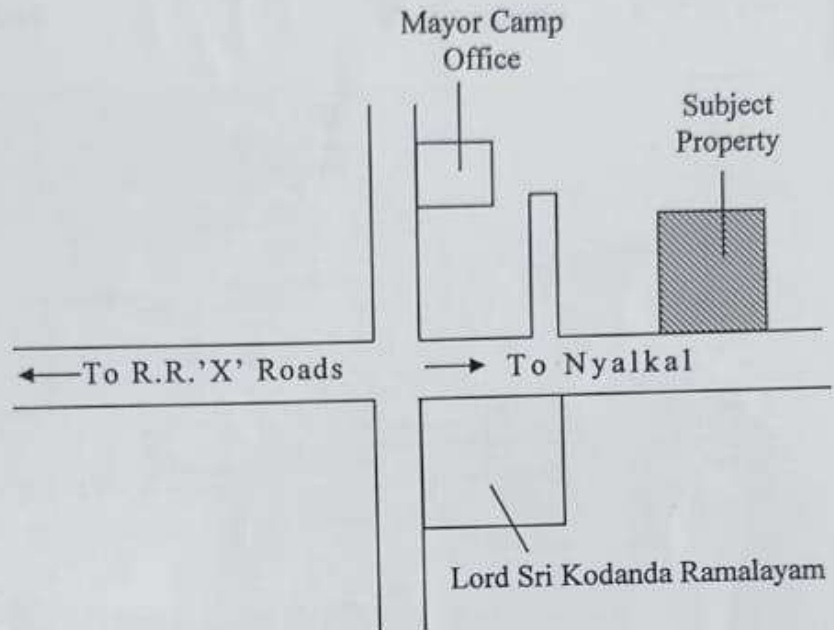 Mayor Camp
Office
Subject
Property
To R.R.'X' Roads
To Nyalkal
Lord Sri Kodanda Ramalayam